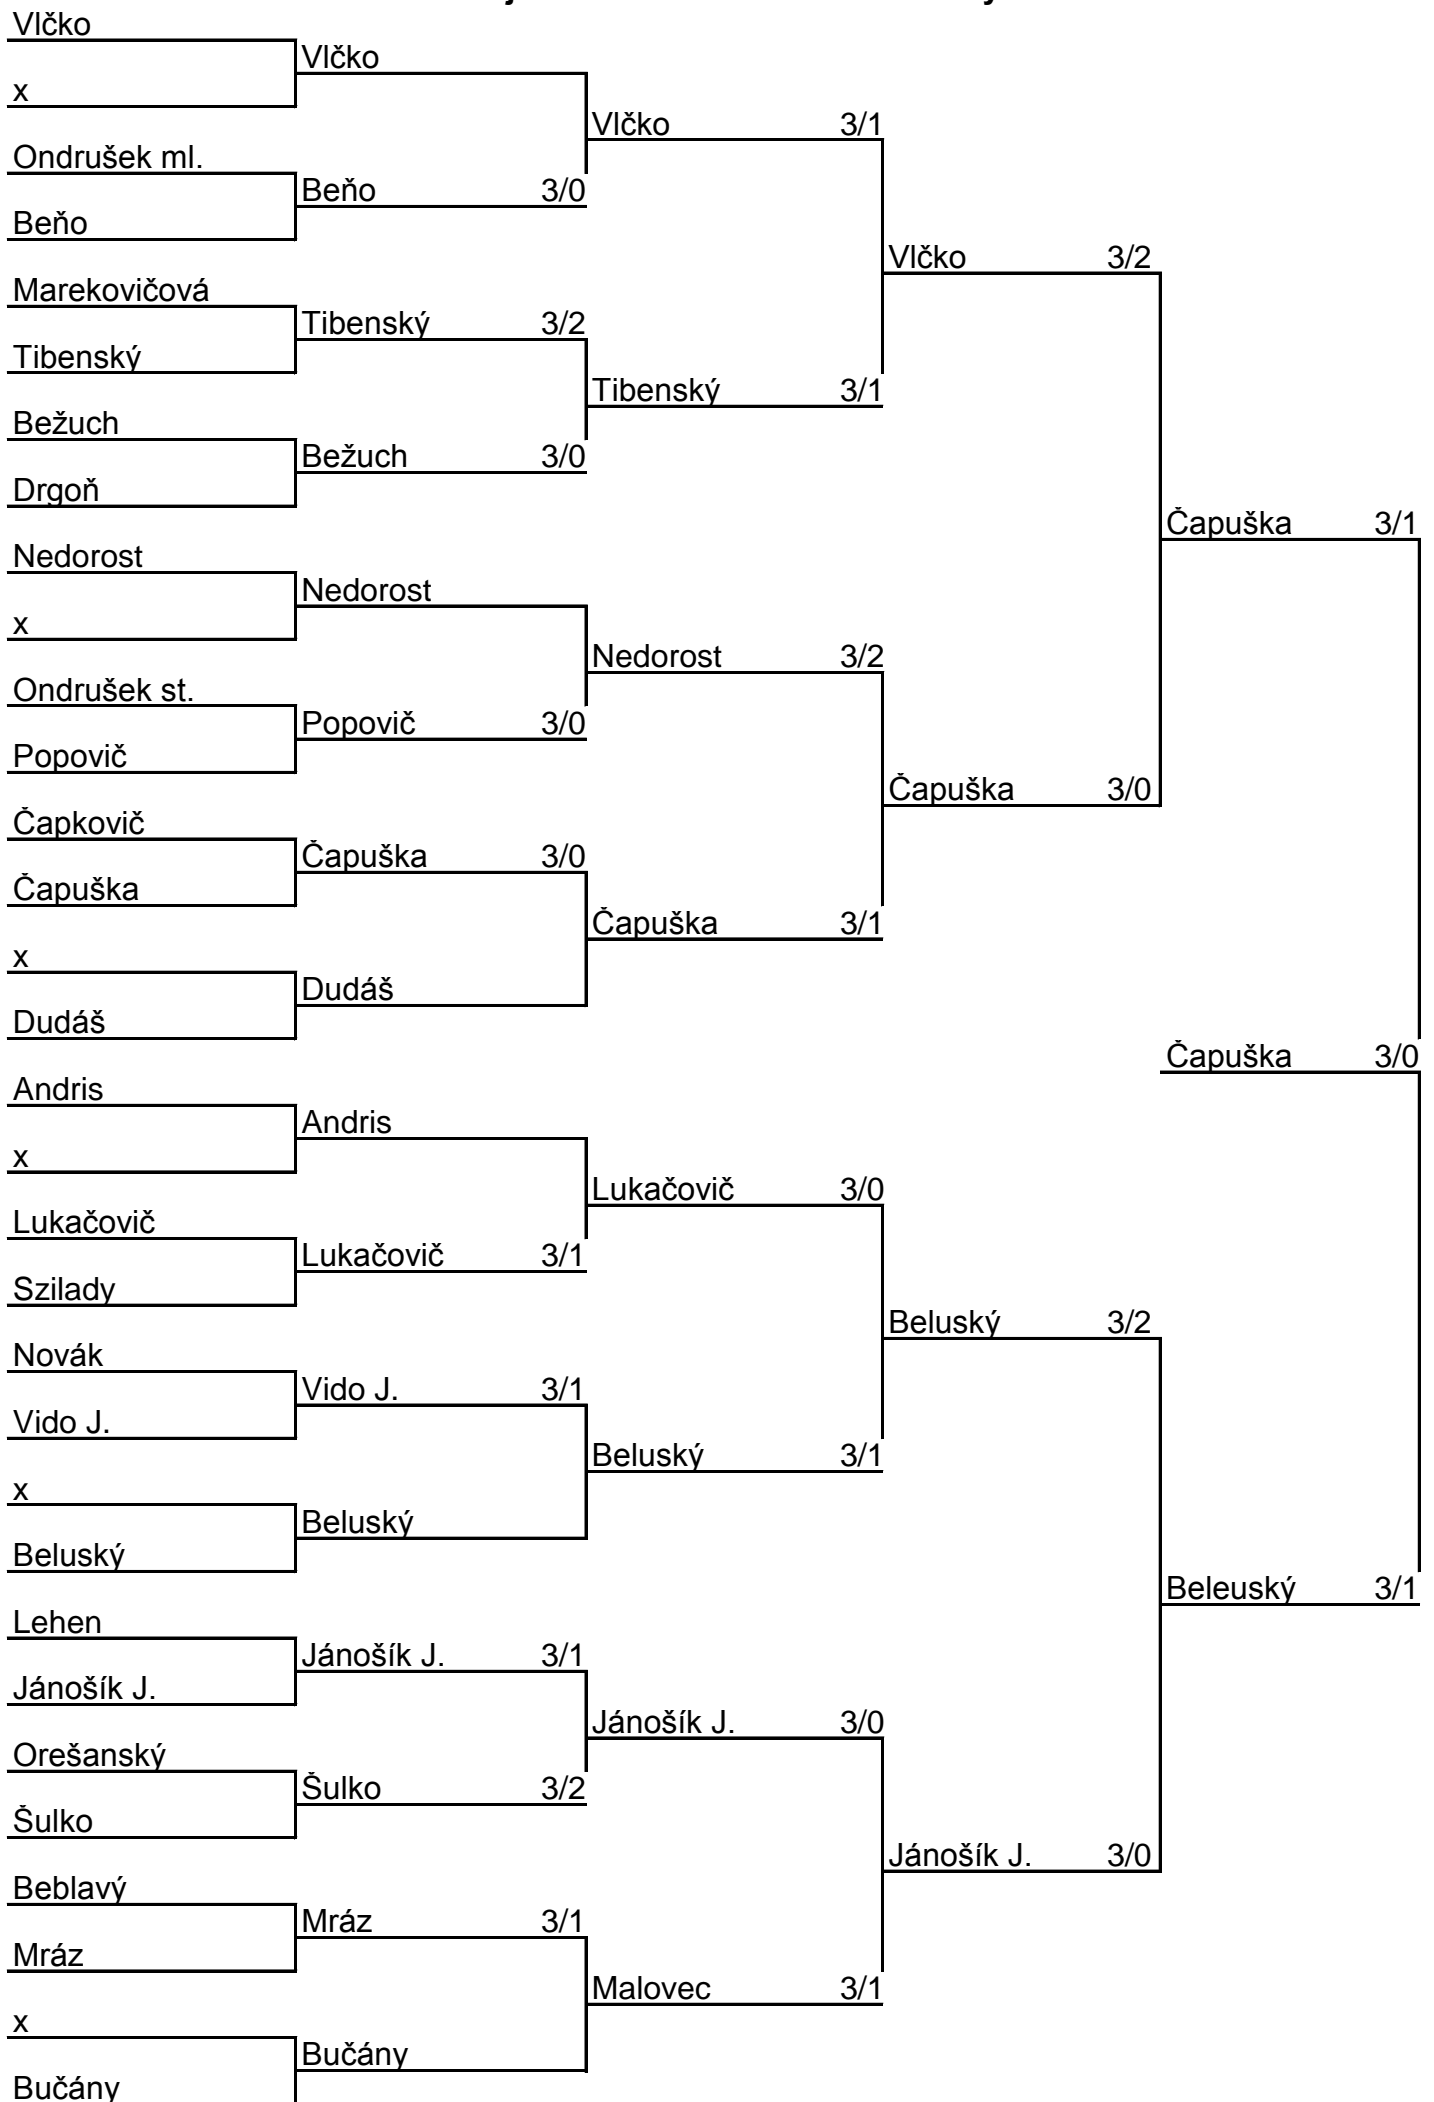 Vlčko
Vlčko
x
Vlčko 3/1
Ondrušek ml.
Beňo 3/0
Beňo
Vlčko 3/2
Marekovičová
Tibenský 3/2
Tibenský
Tibenský 3/1
Bežuch
Bežuch 3/0
Drgoň
Čapuška 3/1
Nedorost
Nedorost
x
Nedorost 3/2
Ondrušek st.
Popovič 3/0
Popovič
Čapuška 3/0
Čapkovič
Čapuška 3/0
Čapuška
Čapuška 3/1
x
Dudáš
Dudáš
Čapuška 3/0
Andris
Andris
x
Lukačovič 3/0
Lukačovič
Lukačovič 3/1
Szilady
Beluský 3/2
Novák
Vido J. 3/1
Vido J.
Beluský 3/1
x
Beluský
Beluský
Beleuský 3/1
Lehen
Jánošík J. 3/1
Jánošík J.
Jánošík J. 3/0
Orešanský
Šulko 3/2
Šulko
Jánošík J. 3/0
Beblavý
Mráz 3/1
Mráz
Malovec 3/1
x
Bučány
Bučány